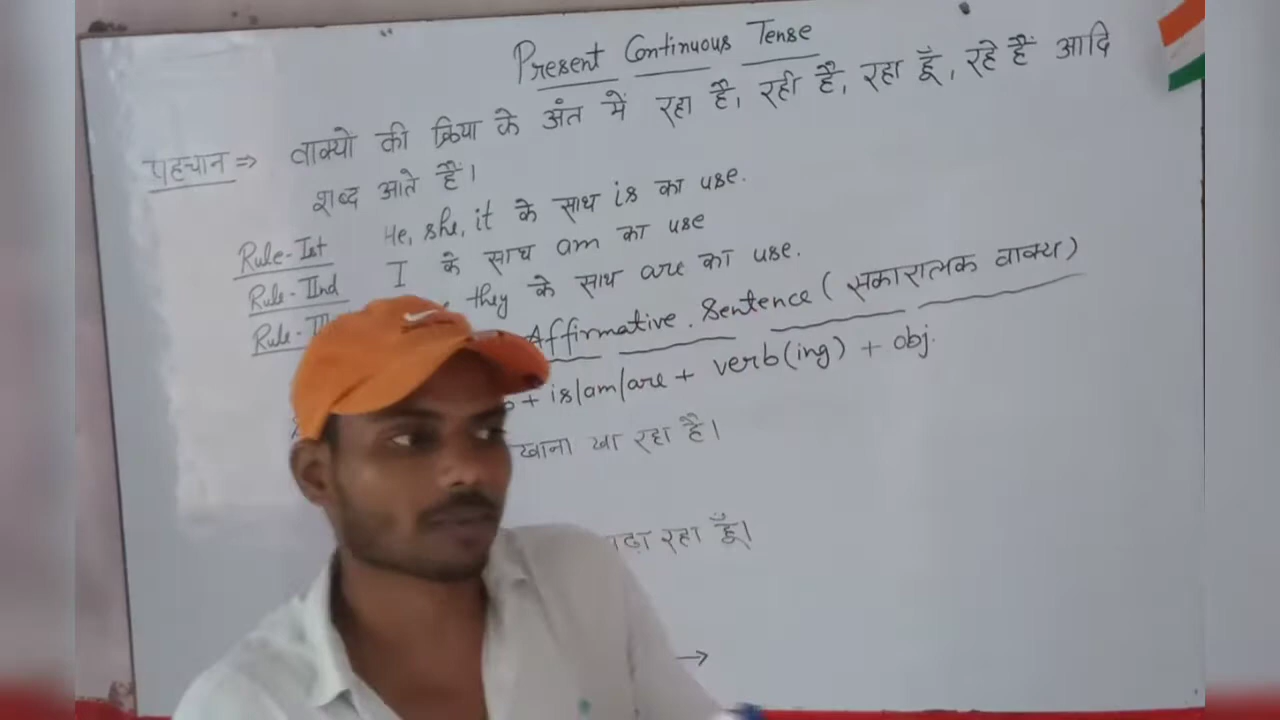 Present Continuous Tense
पहचान ⇒ वाक्यो की क्रिया के अंत में रहा है, रही है, रहा हूँ, रहे हैं आदि
शब्द आते हैं।
Rule-Ist He, she, it के साथ is का use.
Rule-IInd I के साथ am का use
Rule- they के साथ are का use.
Affirmative. Sentence ( सकारात्मक वाक्य )
+ is/am/are + verb(ing) + obj.
खाना खा रहा है।
रहा हूँ।
→